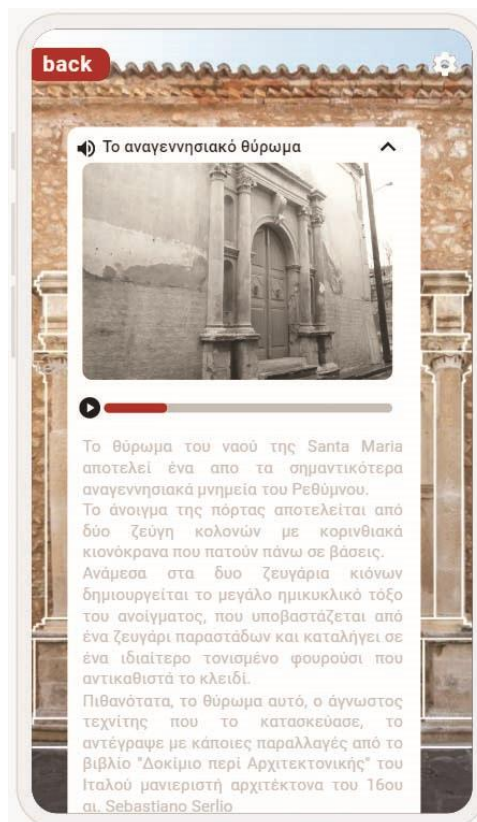 back
Το αναγεννησιακό θύρωμα
Το θύρωμα του ναού της Santa Maria
αποτελεί ένα απο τα σημαντικότερα
αναγεννησιακά μνημεία του Ρεθύμνου.
Το άνοιγμα της πόρτας αποτελείται από
δύο ζεύγη κολονών με κορινθιακά
κιονόκρανα που πατούν πάνω σε βάσεις.
Ανάμεσα στα δυο ζευγάρια κιόνων
δημιουργείται το μεγάλο ημικυκλικό τόξο
του ανοίγματος, που υποβαστάζεται από
ένα ζευγάρι παραστάδων και καταλήγει σε
ένα ιδιαίτερο τονισμένο φουρούσι που
αντικαθιστά το κλειδί.
Πιθανότατα, το θύρωμα αυτό, ο άγνωστος
τεχνίτης που το κατασκεύασε, το
αντέγραψε με κάποιες παραλλαγές από το
βιβλίο "Δοκίμιο περί Αρχιτεκτονικής" του
Ιταλού μανιεριστή αρχιτέκτονα του 16ου
αι. Sebastiano Serlio